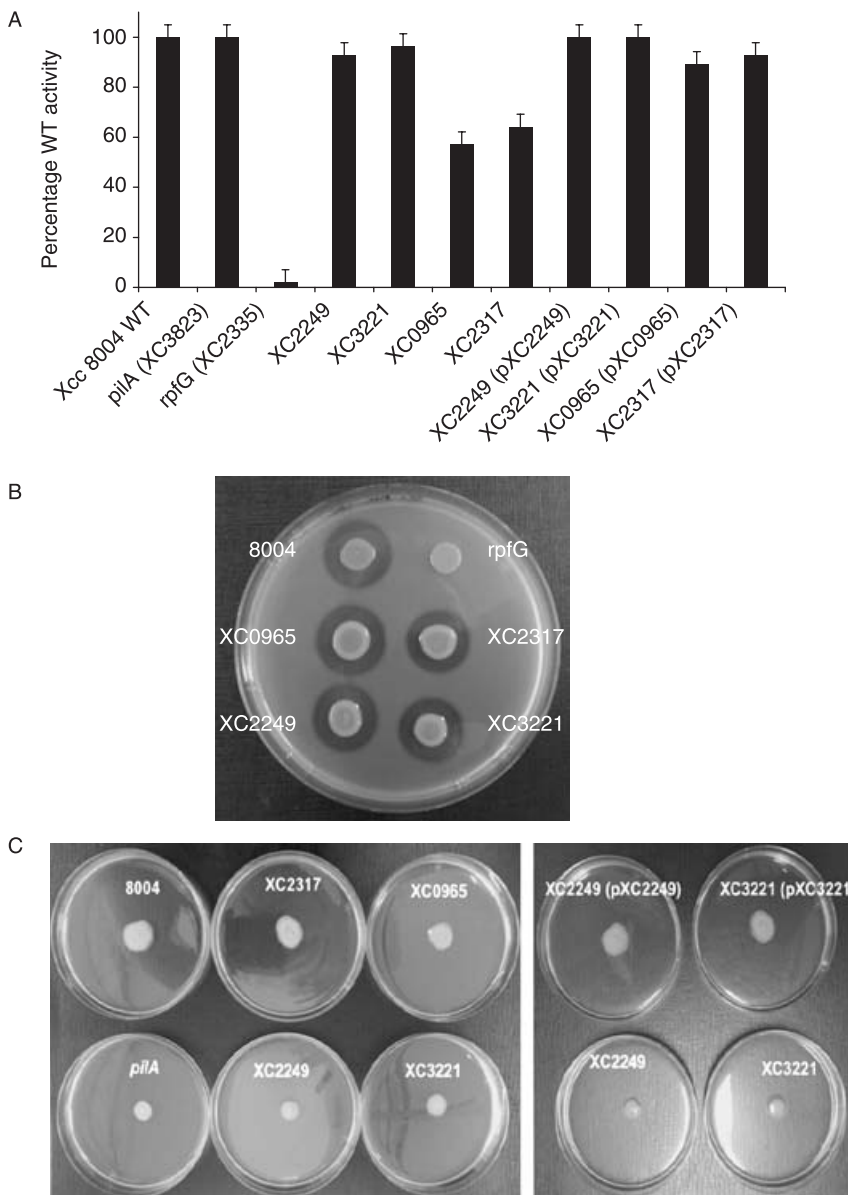 A
Percentage WT activity
100
80
60
40
20
0
Xcc 8004 WT
pilA (XC3823)
rpfG (XC2335)
XC2249
XC3221
XC0965
XC2317
XC2249 (pXC2249)
XC3221 (pXC3221)
XC0965 (pXC0965)
XC2317 (pXC2317)
B
8004
rpfG
XC0965
XC2317
XC2249
XC3221
C
8004
XC2317
XC0965
XC2249 (pXC2249)
XC3221 (pXC3221
pilA
XC2249
XC3221
XC2249
XC3221